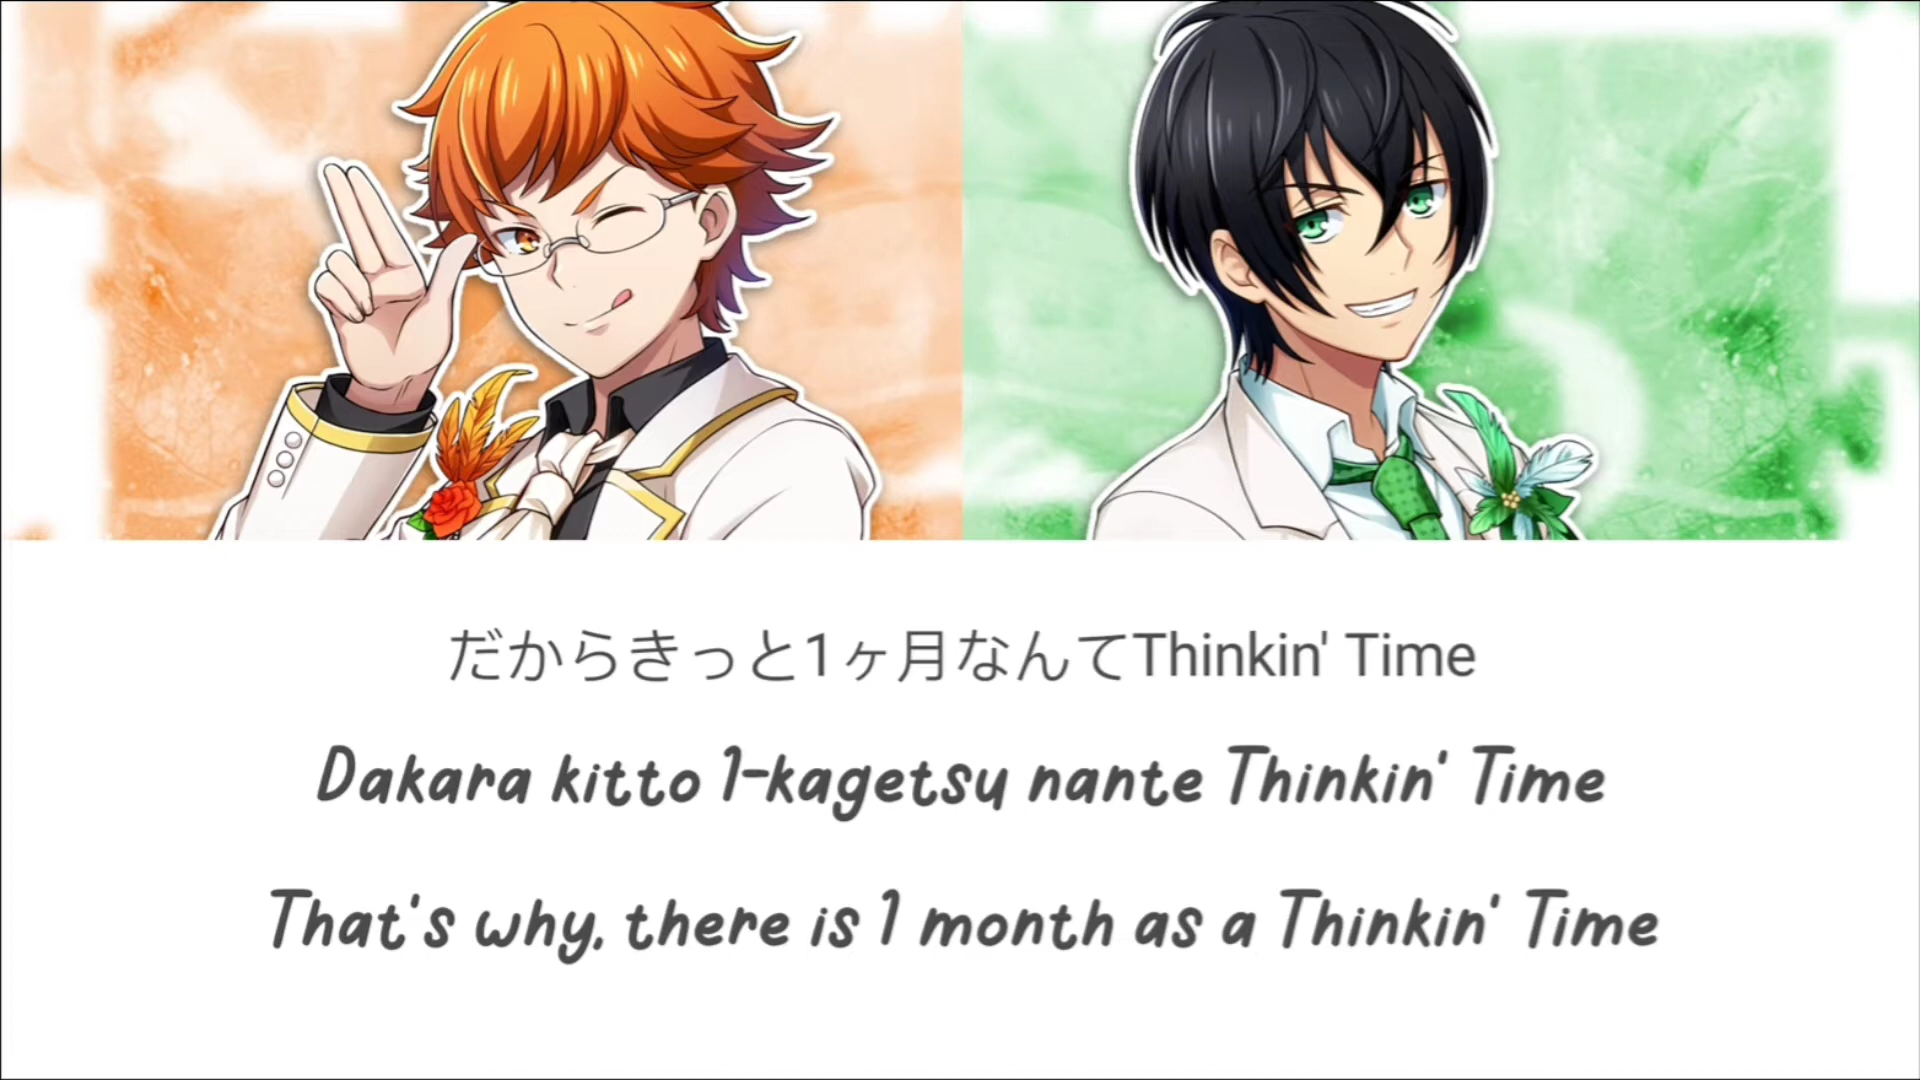 だからきっと1ヶ月なんてThinkin' Time
Dakara kitto 1-kagetsu nante Thinkin' Time
That's why, there is 1 month as a Thinkin' Time